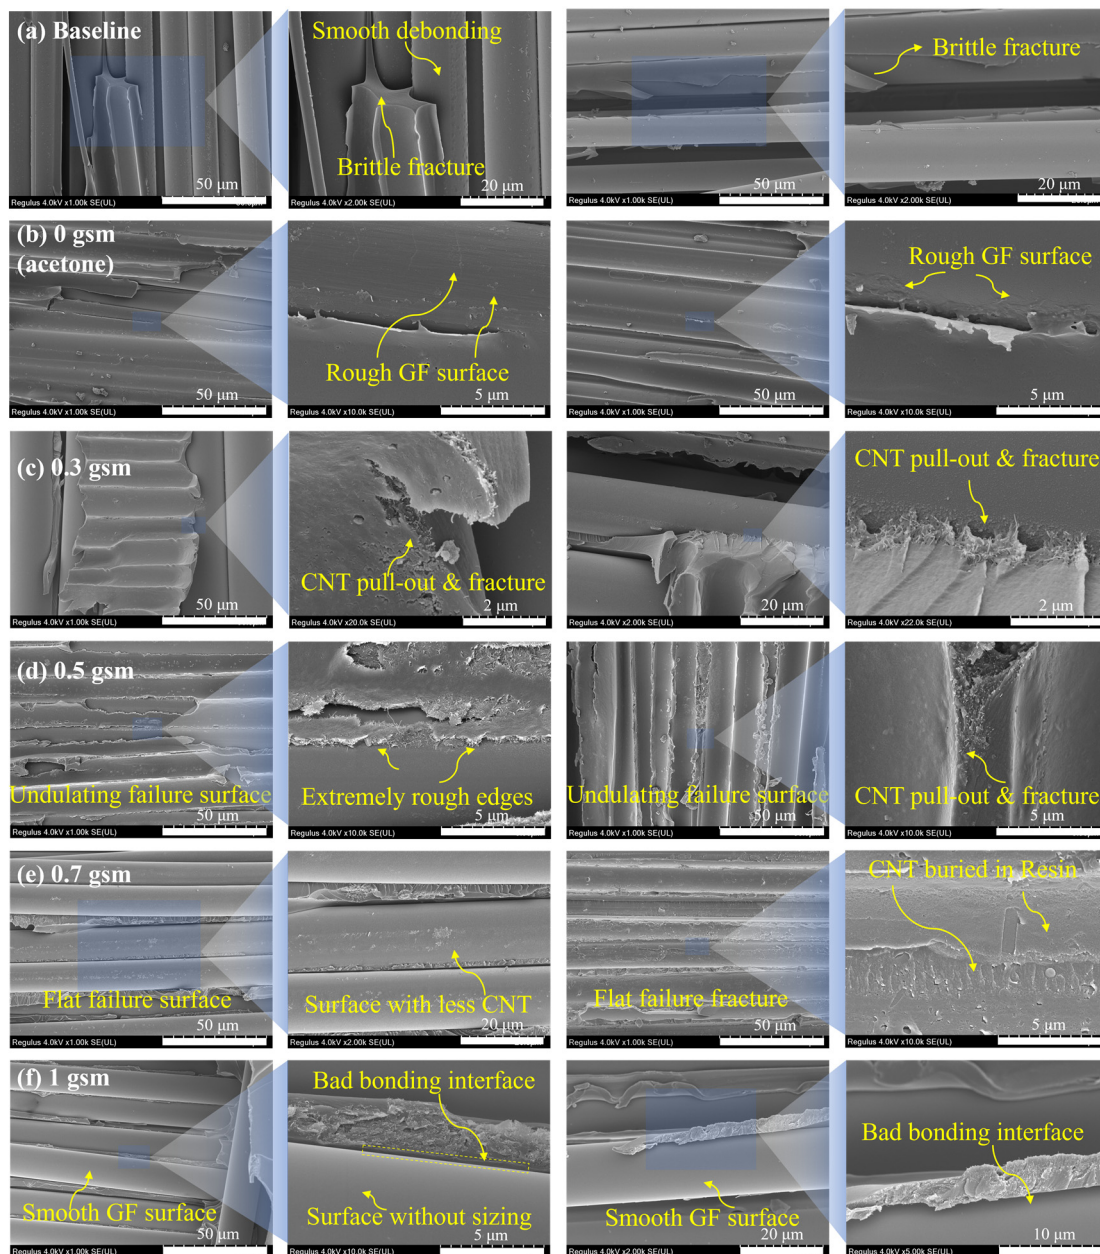 (a) Baseline
Smooth debonding
Brittle fracture
Brittle fracture
50 μm
20 μm
50 μm
20 μm
Regulus 4.0kV x1.00k SE(UL)
Regulus 4.0kV x2.00k SE(UL)
Regulus 4.0kV x1.00k SE(UL)
Regulus 4.0kV x2.00k SE(UL)
(b) 0 gsm
(acetone)
Rough GF surface
Rough GF surface
50 μm
5 μm
50 μm
5 μm
Regulus 4.0kV x1.00k SE(UL)
Regulus 4.0kV x10.0k SE(UL)
Regulus 4.0kV x1.00k SE(UL)
Regulus 4.0kV x10.0k SE(UL)
(c) 0.3 gsm
CNT pull-out & fracture
CNT pull-out & fracture
50 μm
2 μm
20 μm
2 μm
Regulus 4.0kV x1.00k SE(UL)
Regulus 4.0kV x20.0k SE(UL)
Regulus 4.0kV x2.00k SE(UL)
Regulus 4.0kV x22.0k SE(UL)
(d) 0.5 gsm
Undulating failure surface
Extremely rough edges
Undulating failure surface
CNT pull-out & fracture
50 μm
5 μm
50 μm
5 μm
Regulus 4.0kV x1.00k SE(UL)
Regulus 4.0kV x10.0k SE(UL)
Regulus 4.0kV x1.00k SE(UL)
Regulus 4.0kV x10.0k SE(UL)
(e) 0.7 gsm
CNT buried in Resin
Flat failure surface
Surface with less CNT
Flat failure fracture
50 μm
20 μm
50 μm
5 μm
Regulus 4.0kV x1.00k SE(UL)
Regulus 4.0kV x2.00k SE(UL)
Regulus 4.0kV x1.00k SE(UL)
Regulus 4.0kV x10.0k SE(UL)
(f) 1 gsm
Bad bonding interface
Bad bonding interface
Smooth GF surface
Surface without sizing
Smooth GF surface
50 μm
5 μm
20 μm
10 μm
Regulus 4.0kV x1.00k SE(UL)
Regulus 4.0kV x10.0k SE(UL)
Regulus 4.0kV x2.00k SE(UL)
Regulus 4.0kV x5.00k SE(UL)